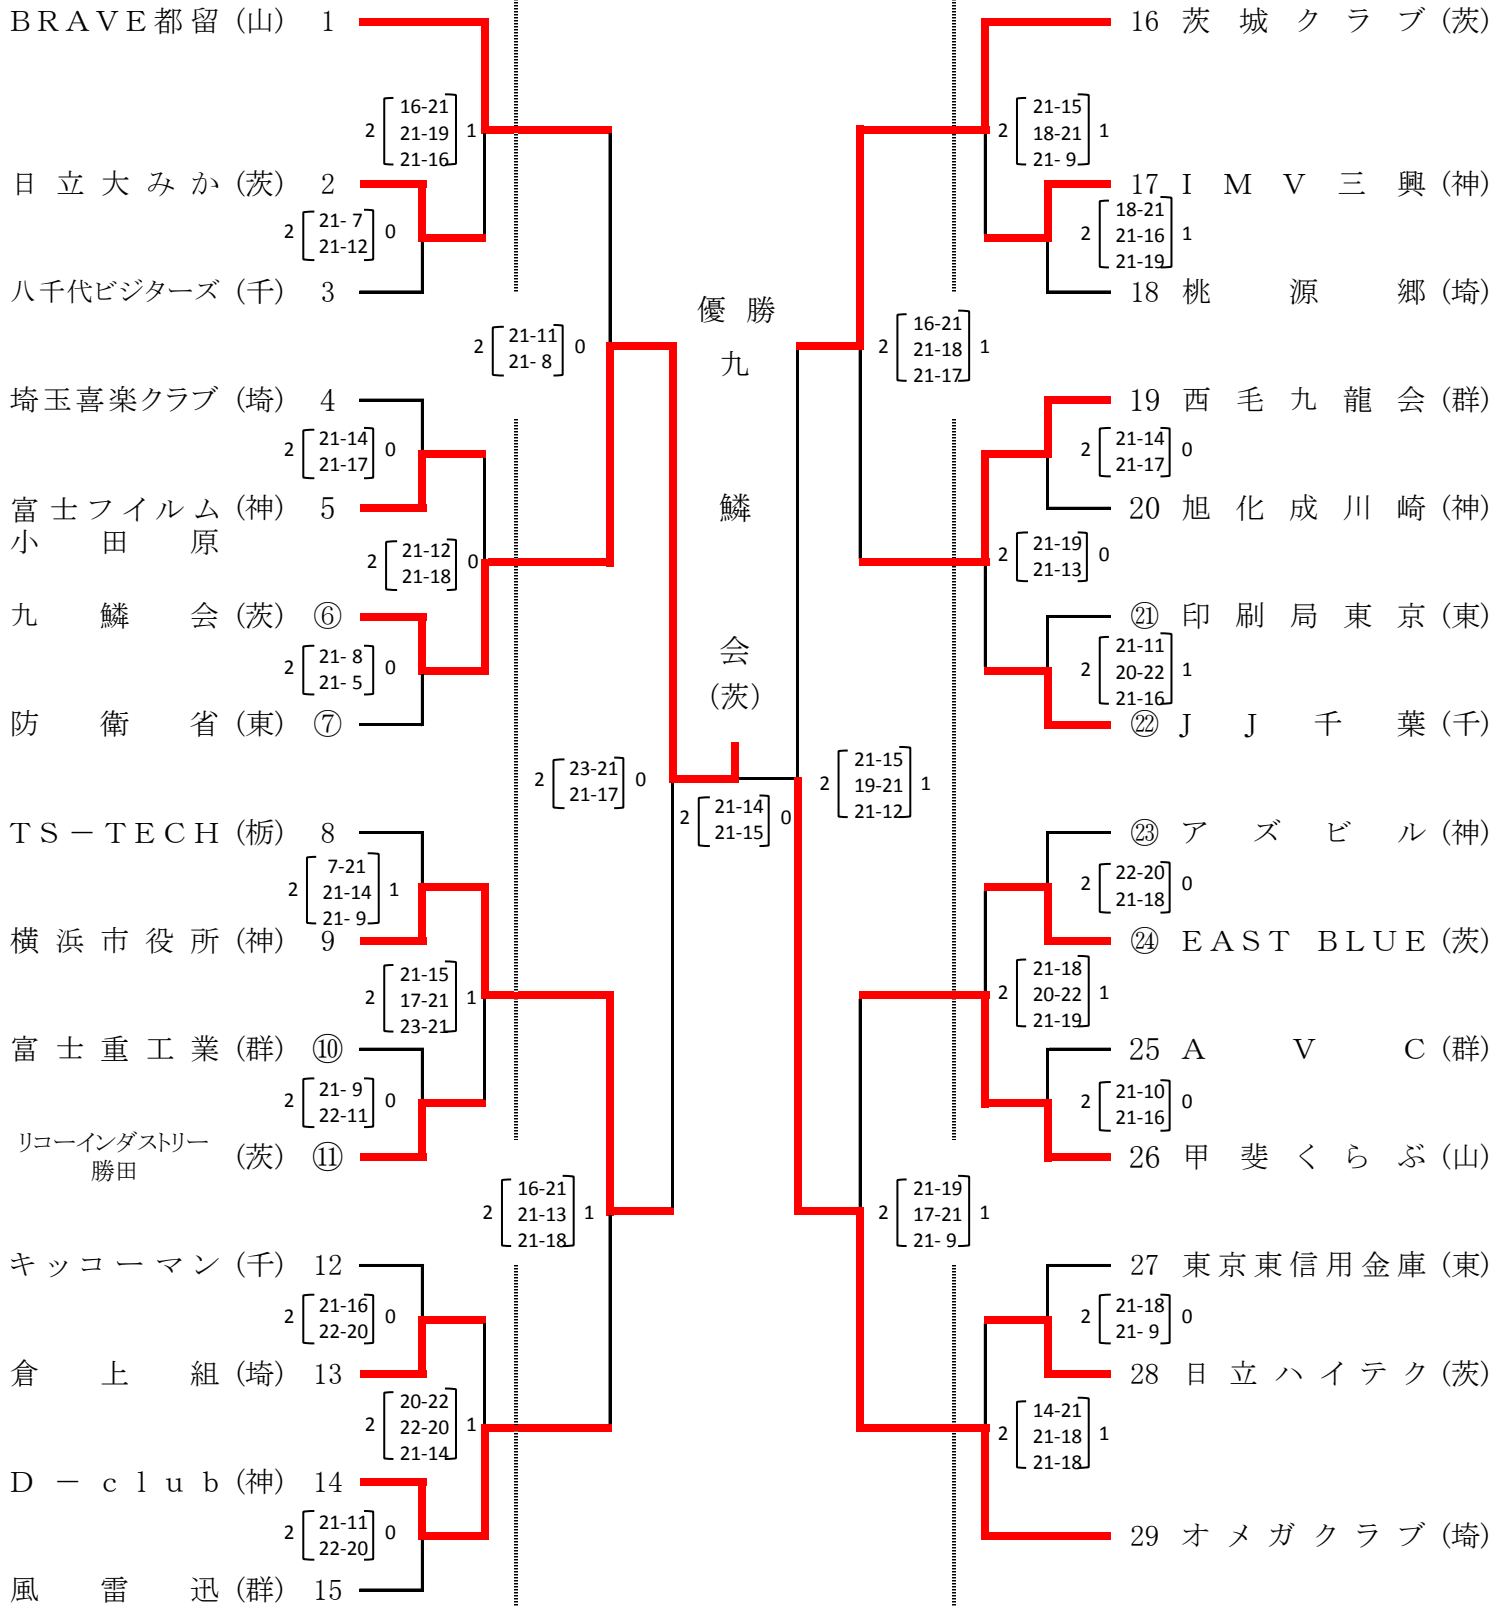 BRAVE都留 (山) 1
2 16-21 1
21-19
21-16
日立大みか (茨) 2
2 21- 7 0
21-12
八千代ビジターズ (千) 3
2 21-11 0
21- 8
埼玉喜楽クラブ (埼) 4
2 21-14 0
21-17
富士フイルム (神) 5
小田原
2 21-12 0
21-18
九鱗会 (茨) ⑥
2 21- 8 0
21- 5
防衛省 (東) ⑦
2 23-21 0
21-17
TS－TECH (栃) 8
2 7-21 1
21-14
21- 9
横浜市役所 (神) 9
2 21-15 1
17-21
23-21
富士重工業 (群) ⑩
2 21- 9 0
22-11
リコーインダストリー
勝田 (茨) ⑪
2 16-21 1
21-13
21-18
キッコーマン (千) 12
2 21-16 0
22-20
倉上組 (埼) 13
2 20-22 1
22-20
21-14
D－club (神) 14
2 21-11 0
22-20
風雷迅 (群) 15
優勝
九鱗会
(茨)
2 21-14 0
21-15
16 茨城クラブ (茨)
2 21-15 1
18-21
21- 9
17 IMV三興 (神)
2 18-21 1
21-16
21-19
18 桃源郷 (埼)
2 16-21 1
21-18
21-17
19 西毛九龍会 (群)
2 21-14 0
21-17
20 旭化成川崎 (神)
2 21-19 0
21-13
㉑ 印刷局東京 (東)
2 21-11 1
20-22
21-16
㉒ JJ千葉 (千)
2 21-15 1
19-21
21-12
㉓ アズビル (神)
2 22-20 0
21-18
㉔ EAST BLUE (茨)
2 21-18 1
20-22
21-19
25 AVC (群)
2 21-10 0
21-16
26 甲斐くらぶ (山)
2 21-19 1
17-21
21- 9
27 東京東信用金庫 (東)
2 21-18 0
21- 9
28 日立ハイテク (茨)
2 14-21 1
21-18
21-18
29 オメガクラブ (埼)